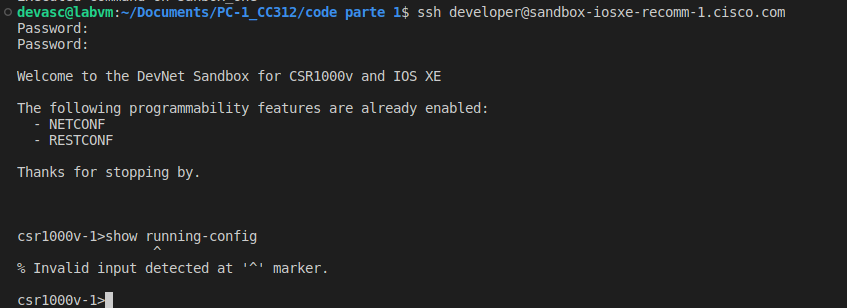 devasc@labvm:~/Documents/PC-1_CC312/code parte 1$ ssh developer@sandbox-iosxe-recomm-1.cisco.com
Password:
Password:
Welcome to the DevNet Sandbox for CSR1000v and IOS XE
The following programmability features are already enabled:
- NETCONF
- RESTCONF
Thanks for stopping by.
csr1000v-1>show running-config
^
% Invalid input detected at '^' marker.
csr1000v-1>